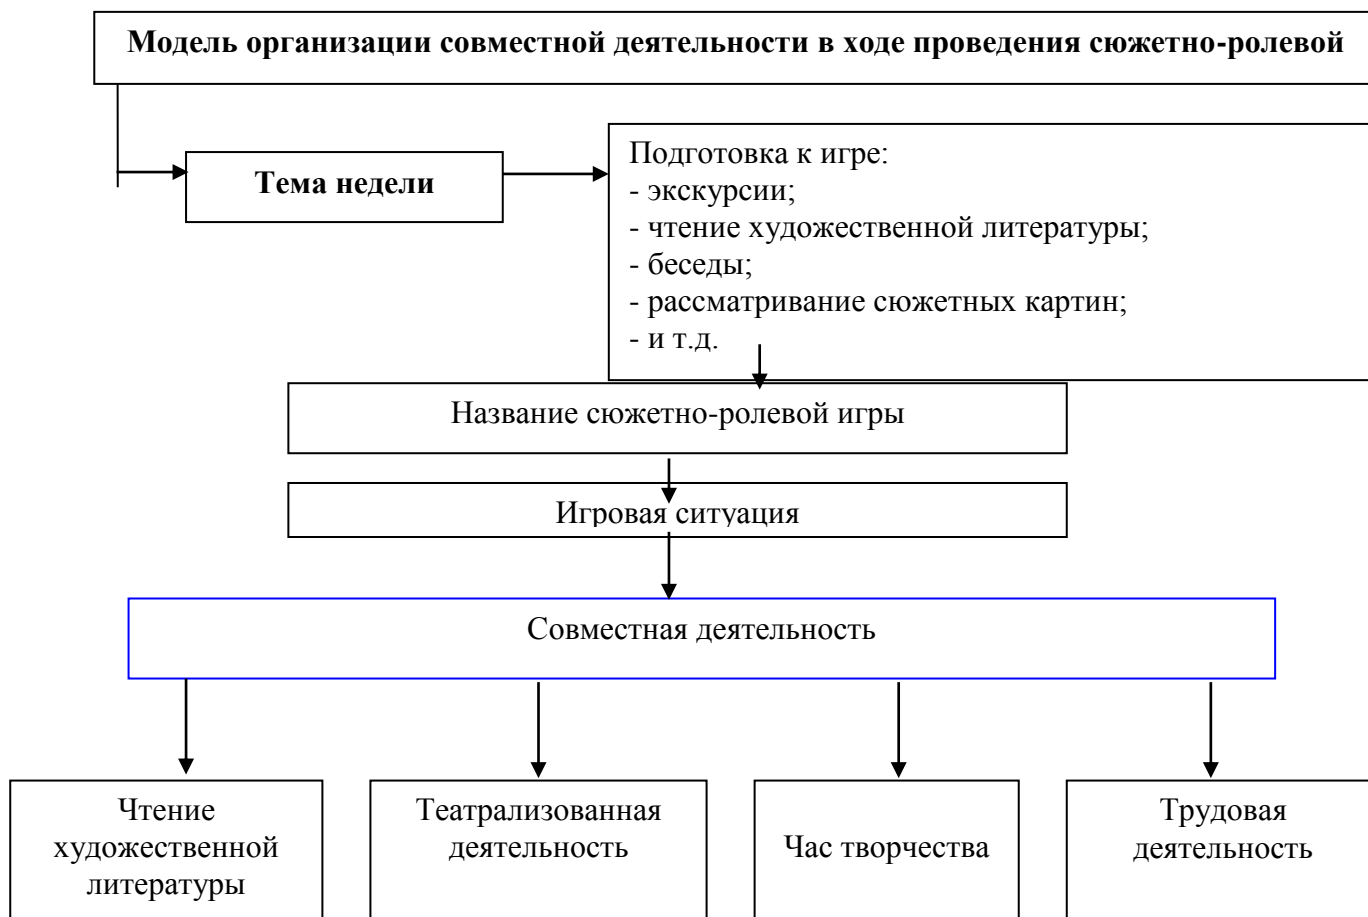 Модель организации совместной деятельности в ходе проведения сюжетно-ролевой
Тема недели
Подготовка к игре:
- экскурсии;
- чтение художественной литературы;
- беседы;
- рассматривание сюжетных картин;
- и т.д.
Название сюжетно-ролевой игры
Игровая ситуация
Совместная деятельность
Чтение
художественной
литературы
Театрализованная
деятельность
Час творчества
Трудовая
деятельность